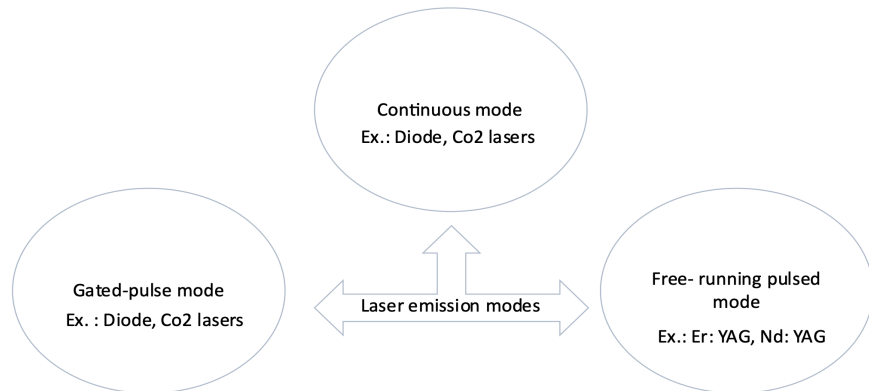 Continuous mode
Ex.: Diode, Co2 lasers
Gated-pulse mode
Ex. : Diode, Co2 lasers
Laser emission modes
Free- running pulsed
mode
Ex.: Er: YAG, Nd: YAG